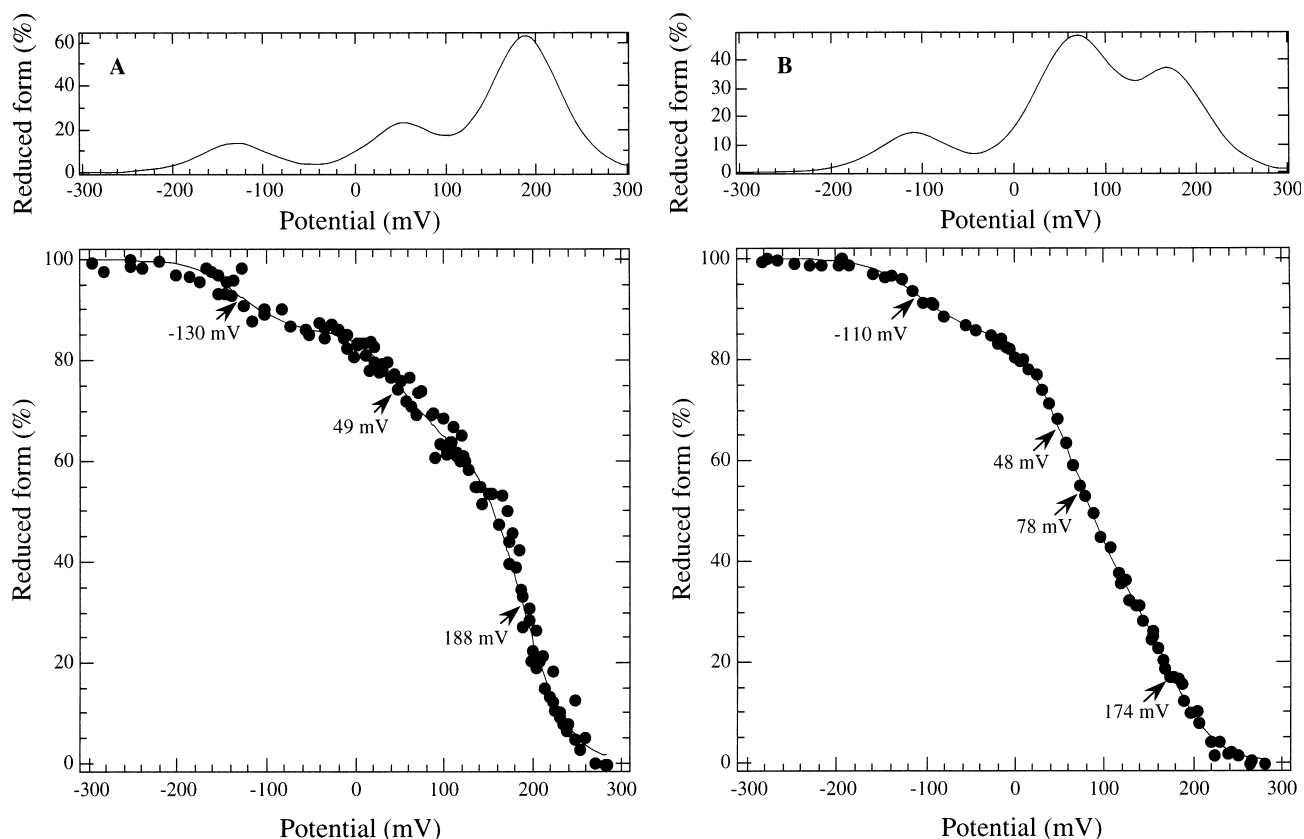 A
Reduced form (%)
60
40
20
0
-300 -200 -100 0 100 200 300
Potential (mV)
B
Reduced form (%)
40
30
20
10
0
-300 -200 -100 0 100 200 300
Potential (mV)
Reduced form (%)
100
80
60
40
20
0
-130 mV
49 mV
188 mV
-300 -200 -100 0 100 200 300
Potential (mV)
Reduced form (%)
100
80
60
40
20
0
-110 mV
48 mV
78 mV
174 mV
-300 -200 -100 0 100 200 300
Potential (mV)